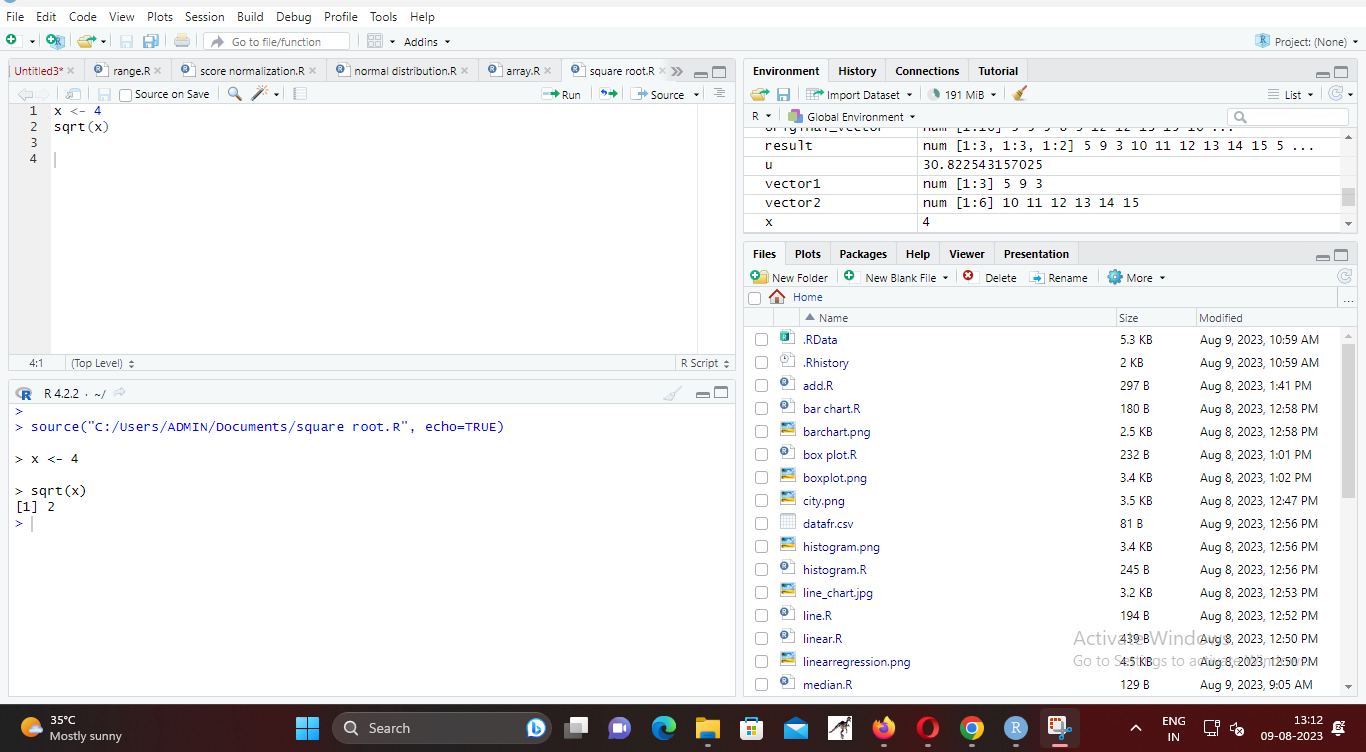 File Edit Code View Plots Session Build Debug Profile Tools Help
Go to file/function Addins Project: (None)
Untitled3* range.R score normalization.R normal distribution.R array.R square root.R
Source on Save Run Source
1 x <- 4
2 sqrt(x)
3
4
4:1 (Top Level) R Script
R 4.2.2 · ~/
>
> source("C:/Users/ADMIN/Documents/square root.R", echo=TRUE)
> x <- 4
> sqrt(x)
[1] 2
>
Environment History Connections Tutorial
Import Dataset 191 MiB List
R Global Environment
original_vector num [1:10] 5 9 9 8 9 12 12 15 15 10 ...
result num [1:3, 1:3, 1:2] 5 9 3 10 11 12 13 14 15 5 ...
u 30.822543157025
vector1 num [1:3] 5 9 3
vector2 num [1:6] 10 11 12 13 14 15
x 4
Files Plots Packages Help Viewer Presentation
New Folder New Blank File Delete Rename More
Home ...
Name Size Modified
.RData 5.3 KB Aug 9, 2023, 10:59 AM
.Rhistory 2 KB Aug 9, 2023, 10:59 AM
add.R 297 B Aug 8, 2023, 1:41 PM
bar chart.R 180 B Aug 8, 2023, 12:58 PM
barchart.png 2.5 KB Aug 8, 2023, 12:58 PM
box plot.R 232 B Aug 8, 2023, 1:01 PM
boxplot.png 3.4 KB Aug 8, 2023, 1:02 PM
city.png 3.5 KB Aug 8, 2023, 12:47 PM
datafr.csv 81 B Aug 9, 2023, 12:56 PM
histogram.png 3.4 KB Aug 8, 2023, 12:56 PM
histogram.R 245 B Aug 8, 2023, 12:56 PM
line_chart.jpg 3.2 KB Aug 8, 2023, 12:53 PM
line.R 194 B Aug 8, 2023, 12:52 PM
linear.R 439 B Aug 8, 2023, 12:50 PM
linearregression.png 4.5 KB Aug 8, 2023, 12:50 PM
median.R 129 B Aug 9, 2023, 9:05 AM
Activate Windows
Go to Settings to activate Windows.
35°C
Mostly sunny
Search
ENG
IN
13:12
09-08-2023